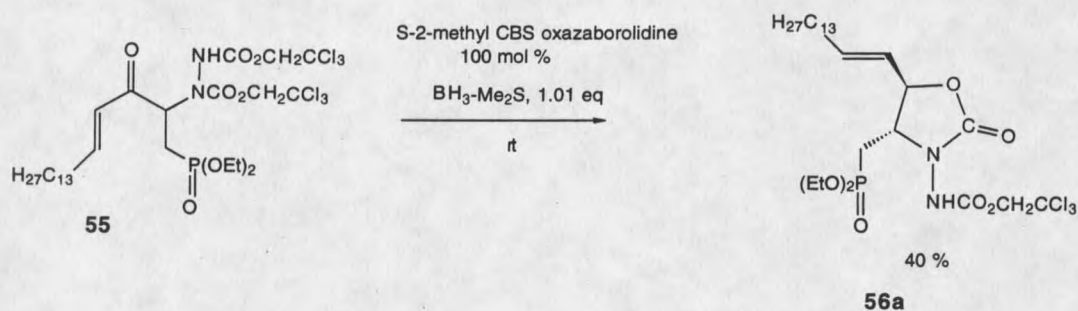 O
NHCO₂CH₂CCl₃
NCO₂CH₂CCl₃
H₂₇C₁₃
P(OEt)₂
O
55
S-2-methyl CBS oxazaborolidine
100 mol %
BH₃-Me₂S, 1.01 eq
rt
H₂₇C₁₃
O
O
N
(EtO)₂P
O
NHCO₂CH₂CCl₃
40 %
56a